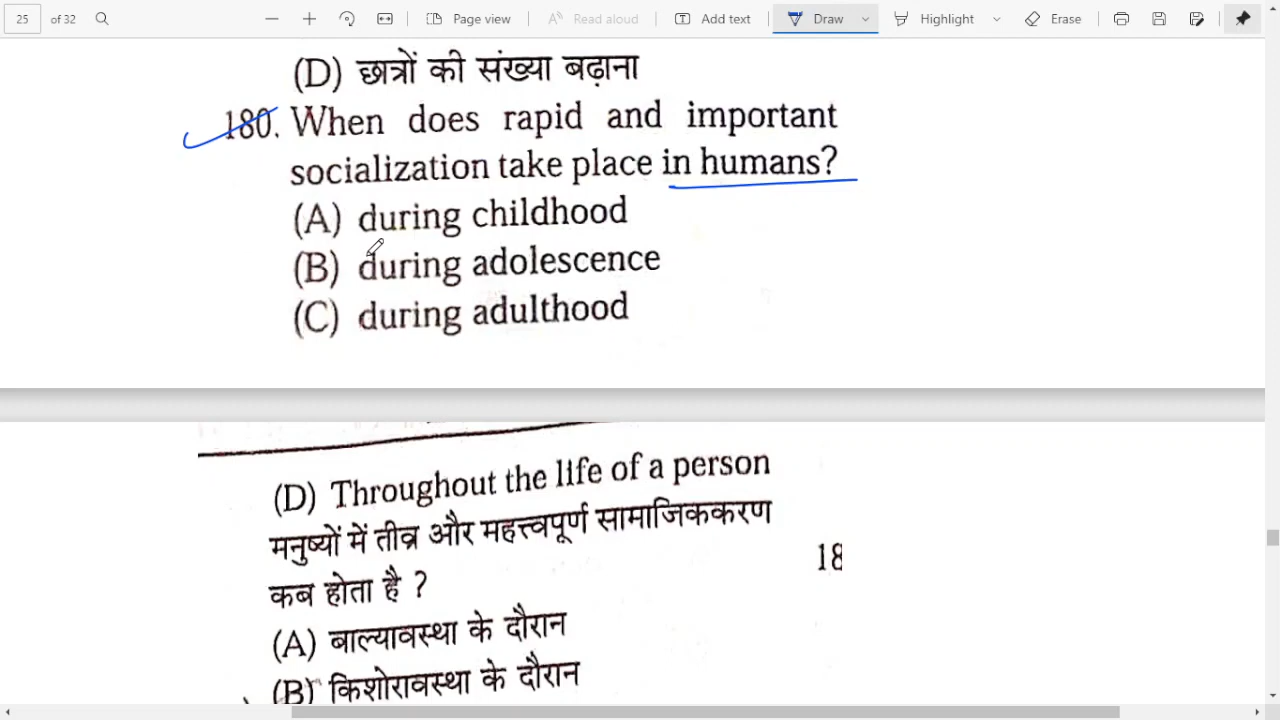 25 of 32 Page view Read aloud Add text Draw Highlight Erase
(D) छात्रों की संख्या बढ़ाना
180. When does rapid and important
socialization take place in humans?
(A) during childhood
(B) during adolescence
(C) during adulthood
(D) Throughout the life of a person
मनुष्यों में तीव्र और महत्त्वपूर्ण सामाजिककरण
कब होता है ?
18
(A) बाल्यावस्था के दौरान
(B) किशोरावस्था के दौरान